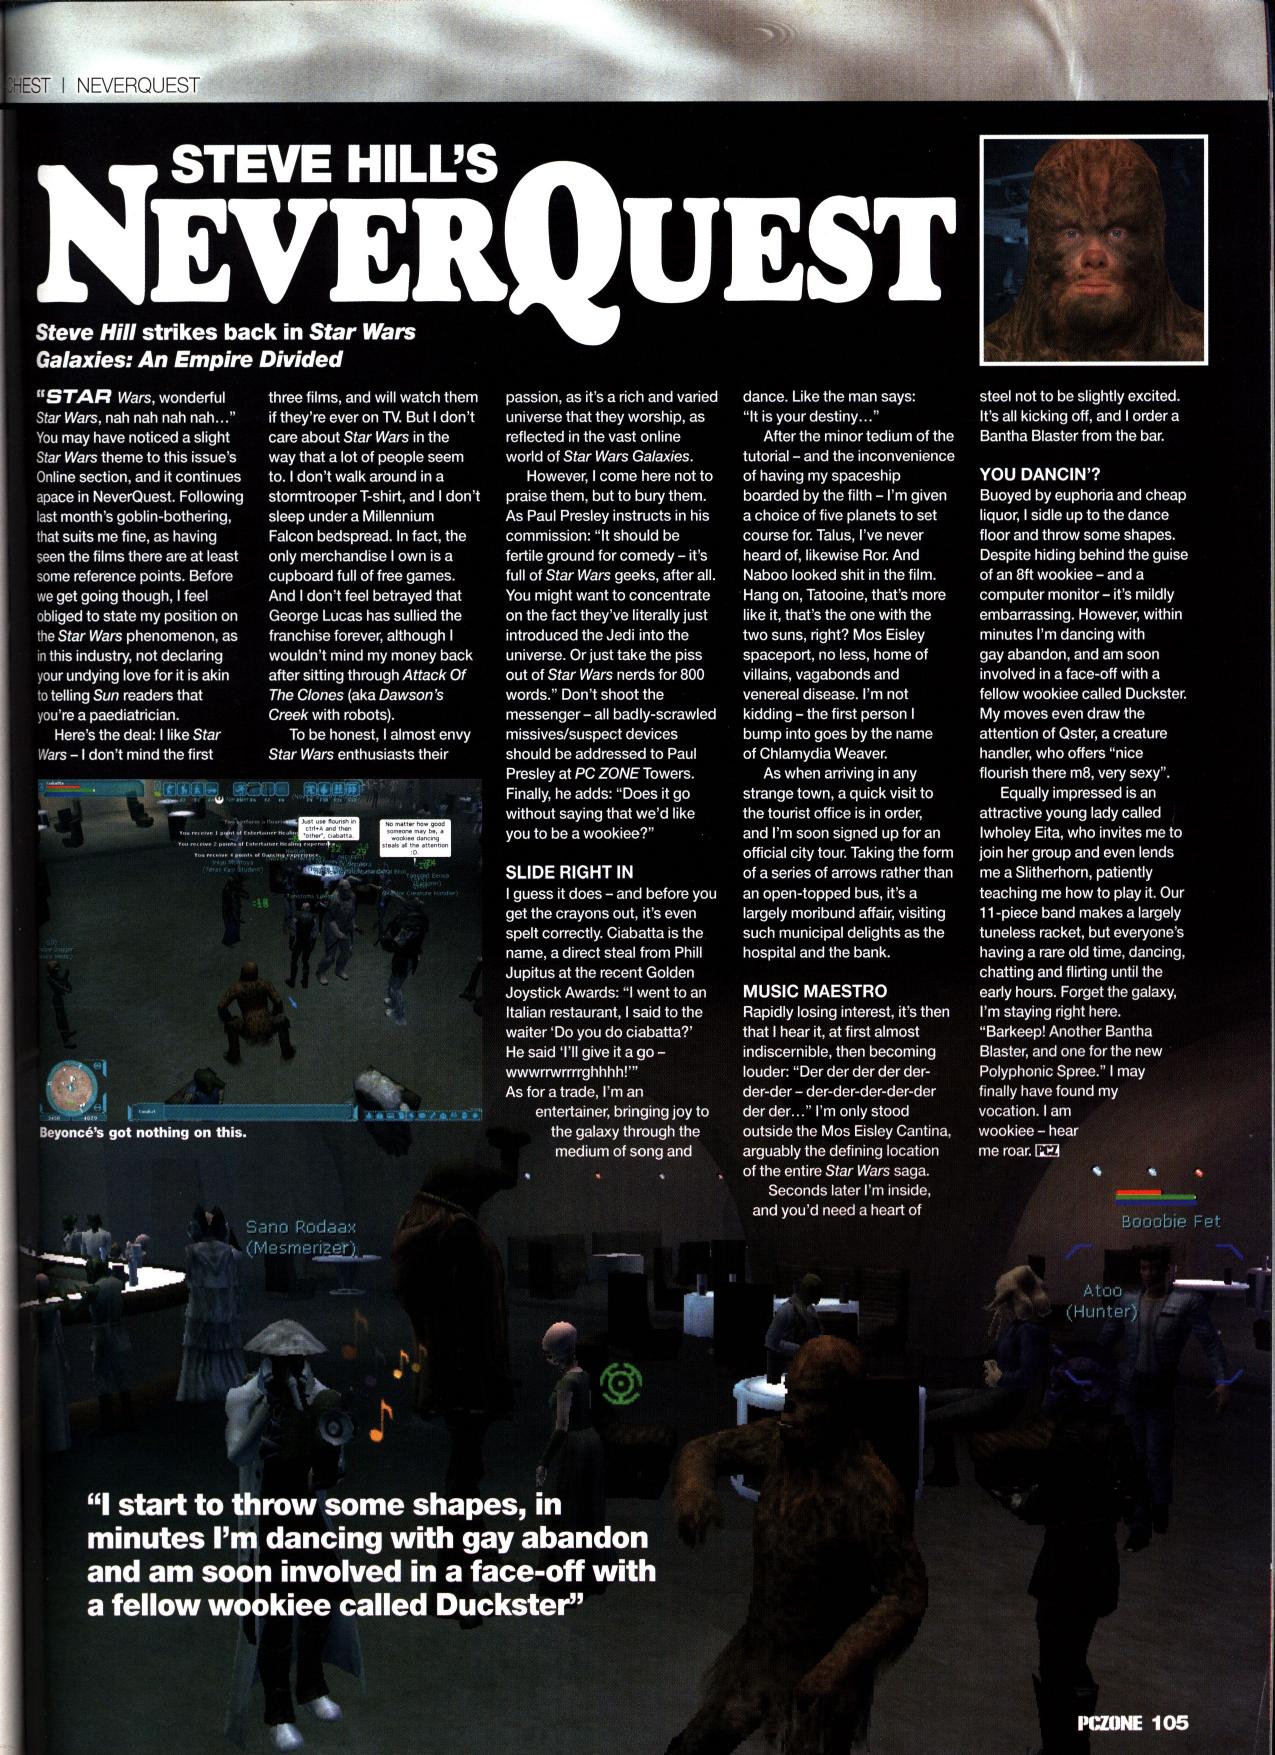 CHEST | NEVERQUEST
STEVE HILL'S
NEVERQUEST
Steve Hill strikes back in Star Wars
Galaxies: An Empire Divided
"STAR Wars, wonderful
Star Wars, nah nah nah nah..."
You may have noticed a slight
Star Wars theme to this issue's
Online section, and it continues
apace in NeverQuest. Following
last month's goblin-bothering,
that suits me fine, as having
seen the films there are at least
some reference points. Before
we get going though, I feel
obliged to state my position on
the Star Wars phenomenon, as
in this industry, not declaring
your undying love for it is akin
to telling Sun readers that
you're a paediatrician.
Here's the deal: I like Star
Wars – I don't mind the first
three films, and will watch them
if they're ever on TV. But I don't
care about Star Wars in the
way that a lot of people seem
to. I don't walk around in a
stormtrooper T-shirt, and I don't
sleep under a Millennium
Falcon bedspread. In fact, the
only merchandise I own is a
cupboard full of free games.
And I don't feel betrayed that
George Lucas has sullied the
franchise forever, although I
wouldn't mind my money back
after sitting through Attack Of
The Clones (aka Dawson's
Creek with robots).
To be honest, I almost envy
Star Wars enthusiasts their
passion, as it's a rich and varied
universe that they worship, as
reflected in the vast online
world of Star Wars Galaxies.
However, I come here not to
praise them, but to bury them.
As Paul Presley instructs in his
commission: "It should be
fertile ground for comedy – it's
full of Star Wars geeks, after all.
You might want to concentrate
on the fact they've literally just
introduced the Jedi into the
universe. Or just take the piss
out of Star Wars nerds for 800
words." Don't shoot the
messenger – all badly-scrawled
missives/suspect devices
should be addressed to Paul
Presley at PC ZONE Towers.
Finally, he adds: "Does it go
without saying that we'd like
you to be a wookiee?"
SLIDE RIGHT IN
I guess it does – and before you
get the crayons out, it's even
spelt correctly. Ciabatta is the
name, a direct steal from Phill
Jupitus at the recent Golden
Joystick Awards: "I went to an
Italian restaurant, I said to the
waiter 'Do you do ciabatta?'
He said 'I'll give it a go –
wwwrrwrrrrghhhh!'"
As for a trade, I'm an
entertainer, bringing joy to
the galaxy through the
medium of song and
dance. Like the man says:
"It is your destiny..."
After the minor tedium of the
tutorial – and the inconvenience
of having my spaceship
boarded by the filth – I'm given
a choice of five planets to set
course for. Talus, I've never
heard of, likewise Ror. And
Naboo looked shit in the film.
Hang on, Tatooine, that's more
like it, that's the one with the
two suns, right? Mos Eisley
spaceport, no less, home of
villains, vagabonds and
venereal disease. I'm not
kidding – the first person I
bump into goes by the name
of Chlamydia Weaver.
As when arriving in any
strange town, a quick visit to
the tourist office is in order,
and I'm soon signed up for an
official city tour. Taking the form
of a series of arrows rather than
an open-topped bus, it's a
largely moribund affair, visiting
such municipal delights as the
hospital and the bank.
MUSIC MAESTRO
Rapidly losing interest, it's then
that I hear it, at first almost
indiscernible, then becoming
louder: "Der der der der der-
der-der – der-der-der-der-der
der der..." I'm only stood
outside the Mos Eisley Cantina,
arguably the defining location
of the entire Star Wars saga.
Seconds later I'm inside,
and you'd need a heart of
steel not to be slightly excited.
It's all kicking off, and I order a
Bantha Blaster from the bar.
YOU DANCIN'?
Buoyed by euphoria and cheap
liquor, I sidle up to the dance
floor and throw some shapes.
Despite hiding behind the guise
of an 8ft wookiee – and a
computer monitor – it's mildly
embarrassing. However, within
minutes I'm dancing with
gay abandon, and am soon
involved in a face-off with a
fellow wookiee called Duckster.
My moves even draw the
attention of Qster, a creature
handler, who offers "nice
flourish there m8, very sexy".
Equally impressed is an
attractive young lady called
Iwholey Eita, who invites me to
join her group and even lends
me a Slitherhorn, patiently
teaching me how to play it. Our
11-piece band makes a largely
tuneless racket, but everyone's
having a rare old time, dancing,
chatting and flirting until the
early hours. Forget the galaxy,
I'm staying right here.
"Barkeep! Another Bantha
Blaster, and one for the new
Polyphonic Spree." I may
finally have found my
vocation. I am
wookiee – hear
me roar. PCZ
Just use flourish in
ctrl+A and then
"other", ciabatta.
No matter how good
someone may be, a
wookiee dancing
steals all the attention
:D
You receive 1 point of Entertainer Healing
You receive 2 points of Entertainer Healing experience.
You receive 4 points of Dancing experience.
Beyoncé's got nothing on this.
Sano Rodaax
(Mesmerizer)
Booobie Fet
Atoo
(Hunter)
"I start to throw some shapes, in
minutes I'm dancing with gay abandon
and am soon involved in a face-off with
a fellow wookiee called Duckster"
PCZONE 105